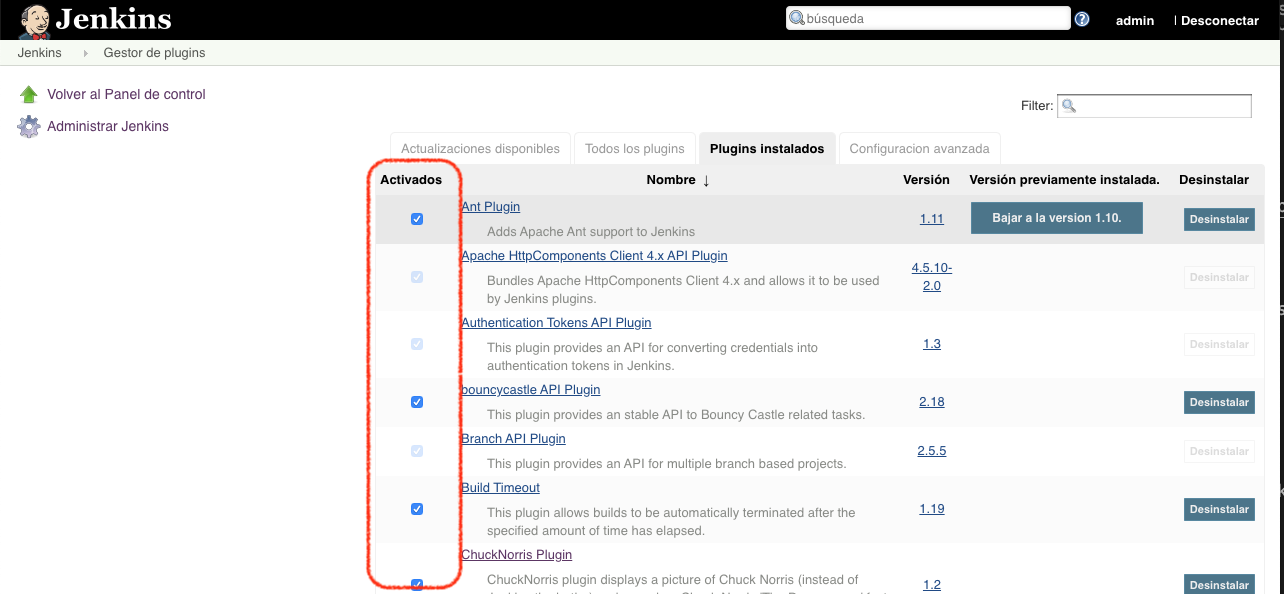 Jenkins
búsqueda
admin
| Desconectar
Jenkins
Gestor de plugins
Volver al Panel de control
Administrar Jenkins
Filter:
Actualizaciones disponibles
Todos los plugins
Plugins instalados
Configuracion avanzada
Activados
Nombre ↓
Versión
Versión previamente instalada.
Desinstalar
Ant Plugin
Adds Apache Ant support to Jenkins
1.11
Bajar a la version 1.10.
Desinstalar
Apache HttpComponents Client 4.x API Plugin
Bundles Apache HttpComponents Client 4.x and allows it to be used
by Jenkins plugins.
4.5.10-
2.0
Desinstalar
Authentication Tokens API Plugin
This plugin provides an API for converting credentials into
authentication tokens in Jenkins.
1.3
Desinstalar
bouncycastle API Plugin
This plugin provides an stable API to Bouncy Castle related tasks.
2.18
Desinstalar
Branch API Plugin
This plugin provides an API for multiple branch based projects.
2.5.5
Desinstalar
Build Timeout
This plugin allows builds to be automatically terminated after the
specified amount of time has elapsed.
1.19
Desinstalar
ChuckNorris Plugin
ChuckNorris plugin displays a picture of Chuck Norris (instead of
1.2
Desinstalar